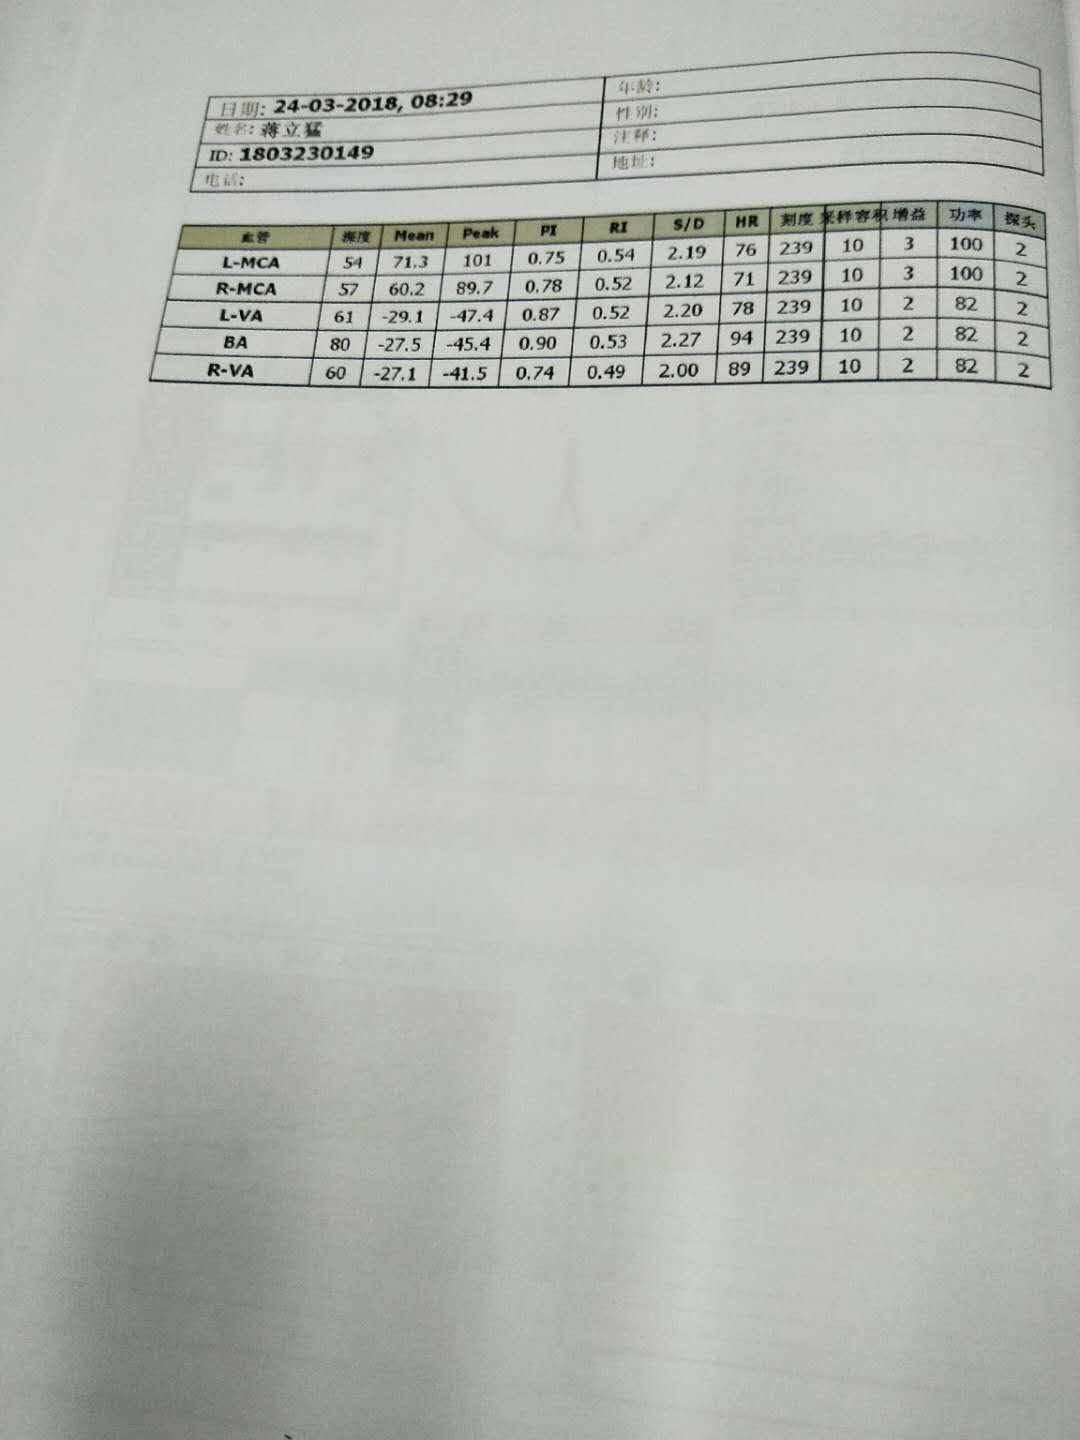 日期: 24-03-2018, 08:29
姓名: 蒋立猛
ID: 1803230149
电话:
年龄:
性别:
注释:
地址:
血管 深度 Mean Peak PI RI S/D HR 刻度 采样容积 增益 功率 探头
L-MCA 54 71.3 101 0.75 0.54 2.19 76 239 10 3 100 2
R-MCA 57 60.2 89.7 0.78 0.52 2.12 71 239 10 3 100 2
L-VA 61 -29.1 -47.4 0.87 0.52 2.20 78 239 10 2 82 2
BA 80 -27.5 -45.4 0.90 0.53 2.27 94 239 10 2 82 2
R-VA 60 -27.1 -41.5 0.74 0.49 2.00 89 239 10 2 82 2